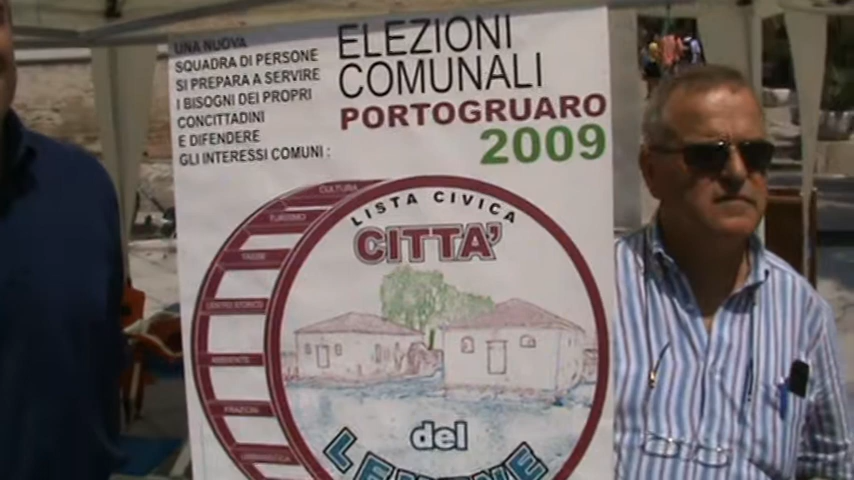 UNA NUOVA
SQUADRA DI PERSONE
SI PREPARA A SERVIRE
I BISOGNI DEI PROPRI
CONCITTADINI
E DIFENDERE
GLI INTERESSI COMUNI :
ELEZIONI
COMUNALI
PORTOGRUARO
2009
CULTURA
TURISMO
CENTRO STORICO
AMBIENTE
FRAZIONI
LISTA CIVICA
CITTA'
del